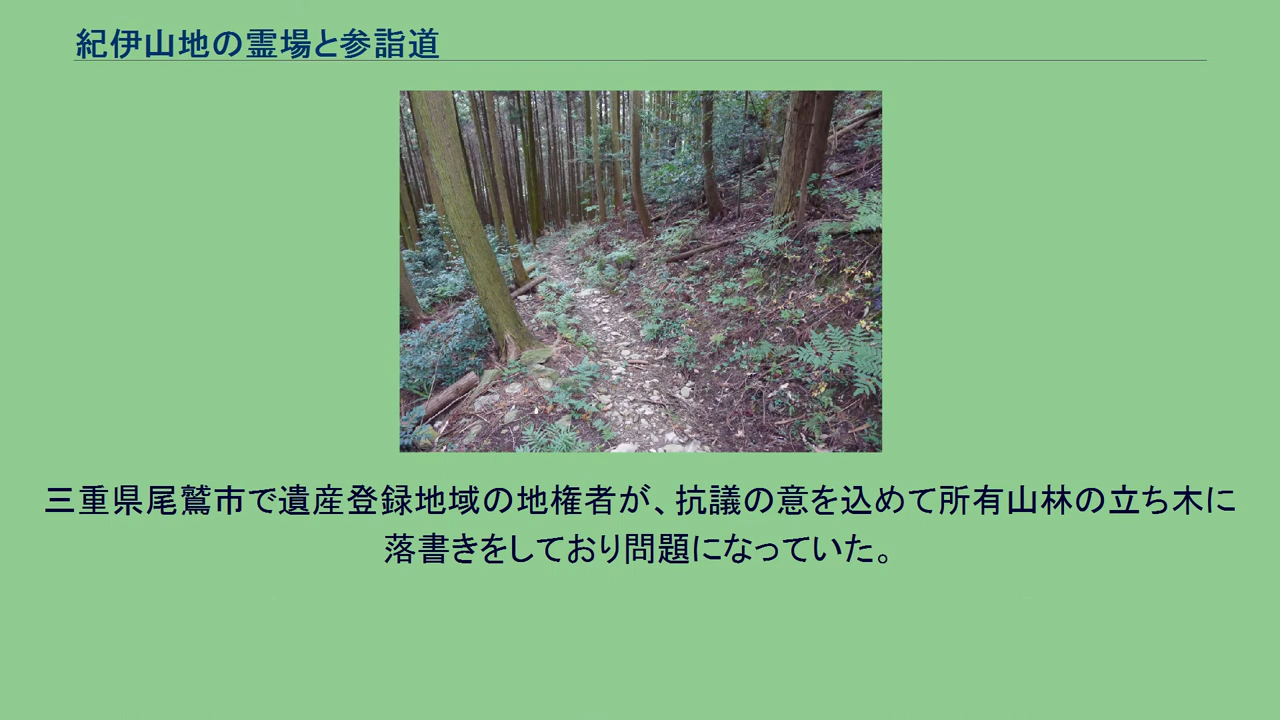 紀伊山地の霊場と参詣道
三重県尾鷲市で遺産登録地域の地権者が、抗議の意を込めて所有山林の立ち木に
落書きをしており問題になっていた。